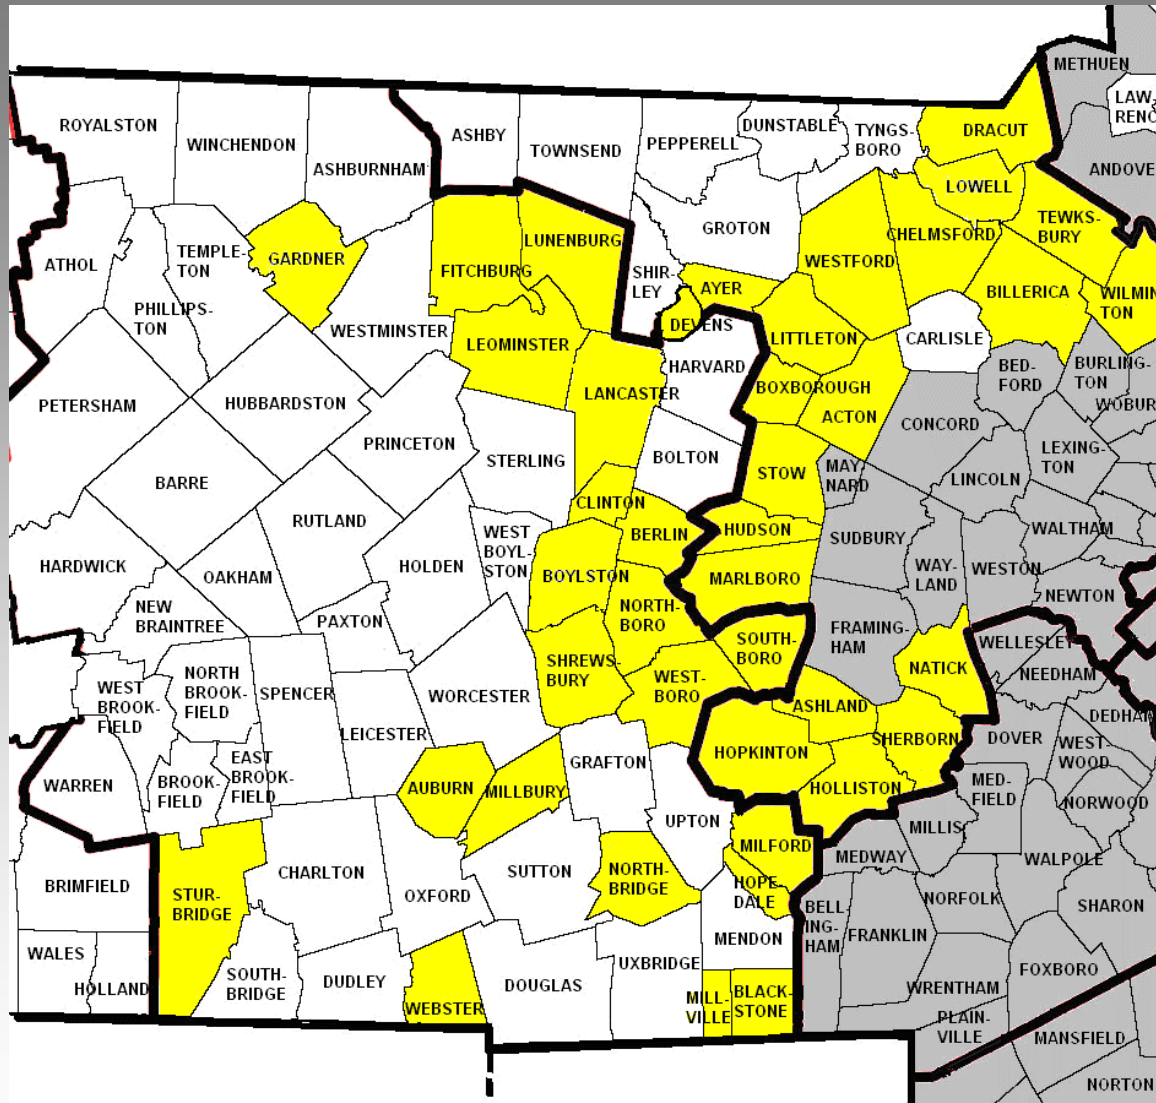 METHUEN
LAW-
RENC
ROYALSTON
WINCHENDON
ASHBURNHAM
ASHBY
TOWNSEND
PEPPERELL
DUNSTABLE
TYNGS-
BORO
DRACUT
ANDOVE
LOWELL
TEWKS-
BURY
GROTON
CHELMSFORD
LUNENBURG
ATHOL
TEMPLE-
TON
GARDNER
FITCHBURG
SHIR-
LEY
AYER
WESTFORD
BILLERICA
WILMIN
TON
PHILLIPS-
TON
WESTMINSTER
LEOMINSTER
DEVENS
LITTLETON
CARLISLE
HARVARD
BED-
FORD
BURLING-
TON
WOBUR
PETERSHAM
HUBBARDSTON
LANCASTER
BOXBOROUGH
ACTON
CONCORD
PRINCETON
STERLING
BOLTON
LEXING-
TON
BARRE
STOW
MAY-
NARD
LINCOLN
RUTLAND
CLINTON
HUDSON
WALTHAM
WEST
BOYL-
STON
BERLIN
SUDBURY
HARDWICK
OAKHAM
HOLDEN
BOYLSTON
MARLBORO
WAY-
LAND
WESTON
NEWTON
NEW
BRAINTREE
PAXTON
NORTH-
BORO
FRAMING-
HAM
SOUTH-
BORO
WELLESLEY
NEEDHAM
NATICK
WEST
BROOK-
FIELD
NORTH
BROOK-
FIELD
SPENCER
WORCESTER
SHREWS-
BURY
WEST-
BORO
ASHLAND
DEDHAM
LEICESTER
SHERBORN
DOVER
WEST-
WOOD
HOPKINTON
GRAFTON
WARREN
BROOK-
FIELD
EAST
BROOK-
FIELD
AUBURN
MILLBURY
HOLLISTON
MED-
FIELD
NORWOOD
UPTON
MILLIS
MILFORD
MEDWAY
WALPOLE
BRIMFIELD
STUR-
BRIDGE
CHARLTON
OXFORD
SUTTON
NORTH-
BRIDGE
HOPE-
DALE
NORFOLK
SHARON
BELL
ING-
HAM
FRANKLIN
MENDON
WALES
HOLLAND
SOUTH-
BRIDGE
DUDLEY
WEBSTER
DOUGLAS
UXBRIDGE
MILL-
VILLE
BLACK-
STONE
FOXBORO
WRENTHAM
PLAIN-
VILLE
MANSFIELD
NORTON